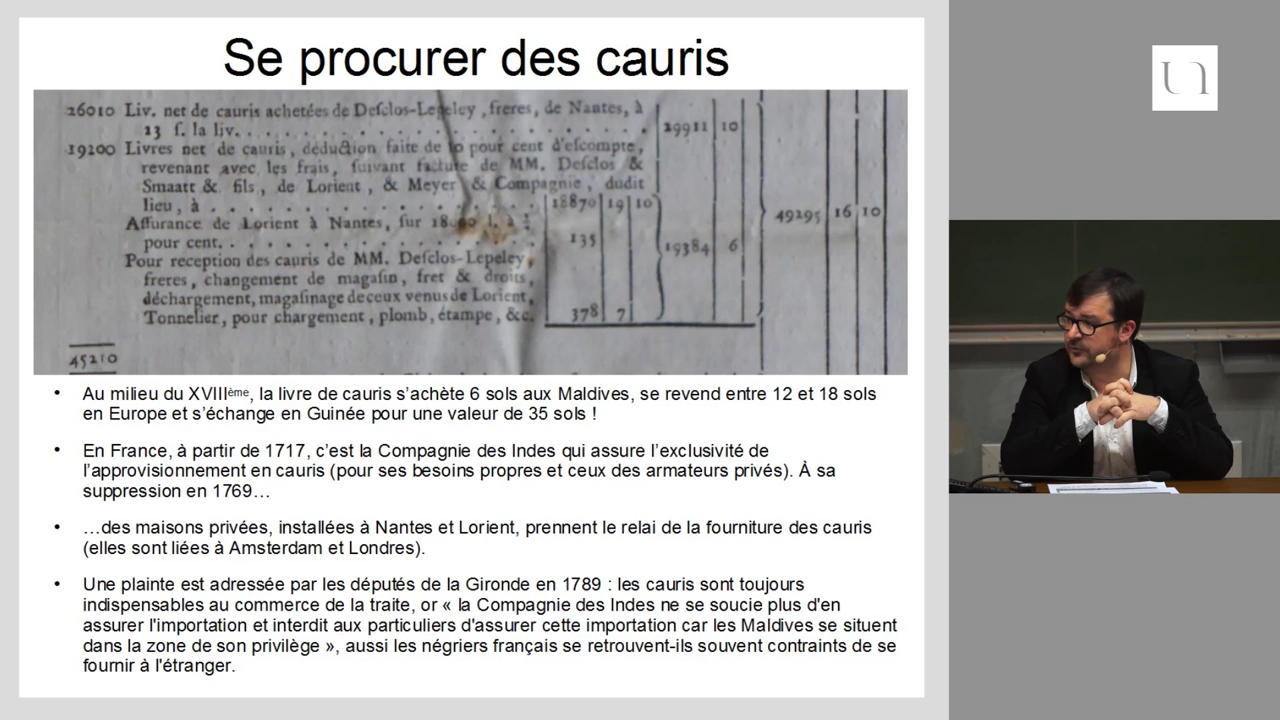 Se procurer des cauris
26010 Liv. net de cauris achetées de Desclos-Lepeley, freres, de Nantes, à
13 s. la liv. . . . . . . . . . . . . . . . 29911 10
19200 Livres net de cauris, déduction faite de 10 pour cent d'escompte,
revenant avec les frais, suivant facture de MM. Desclos &
Smaatt & fils, de Lorient, & Meyer & Compagnie, dudit
lieu, à . . . . . . . . . . . 18870 19 10
49295 16 10
Assurance de Lorient à Nantes, sur
pour cent. . . . . . . . . . . 135 19384 6
Pour reception des cauris de MM. Desclos-Lepeley,
freres, changement de magasin, fret & droits,
déchargement, magasinage de ceux venus de Lorient,
Tonnelier, pour chargement, plomb, étampe, &c. 378 7
45210
• Au milieu du XVIIIème, la livre de cauris s’achète 6 sols aux Maldives, se revend entre 12 et 18 sols
en Europe et s’échange en Guinée pour une valeur de 35 sols !
• En France, à partir de 1717, c’est la Compagnie des Indes qui assure l’exclusivité de
l’approvisionnement en cauris (pour ses besoins propres et ceux des armateurs privés). À sa
suppression en 1769…
• …des maisons privées, installées à Nantes et Lorient, prennent le relai de la fourniture des cauris
(elles sont liées à Amsterdam et Londres).
• Une plainte est adressée par les députés de la Gironde en 1789 : les cauris sont toujours
indispensables au commerce de la traite, or « la Compagnie des Indes ne se soucie plus d'en
assurer l'importation et interdit aux particuliers d'assurer cette importation car les Maldives se situent
dans la zone de son privilège », aussi les négriers français se retrouvent-ils souvent contraints de se
fournir à l'étranger.